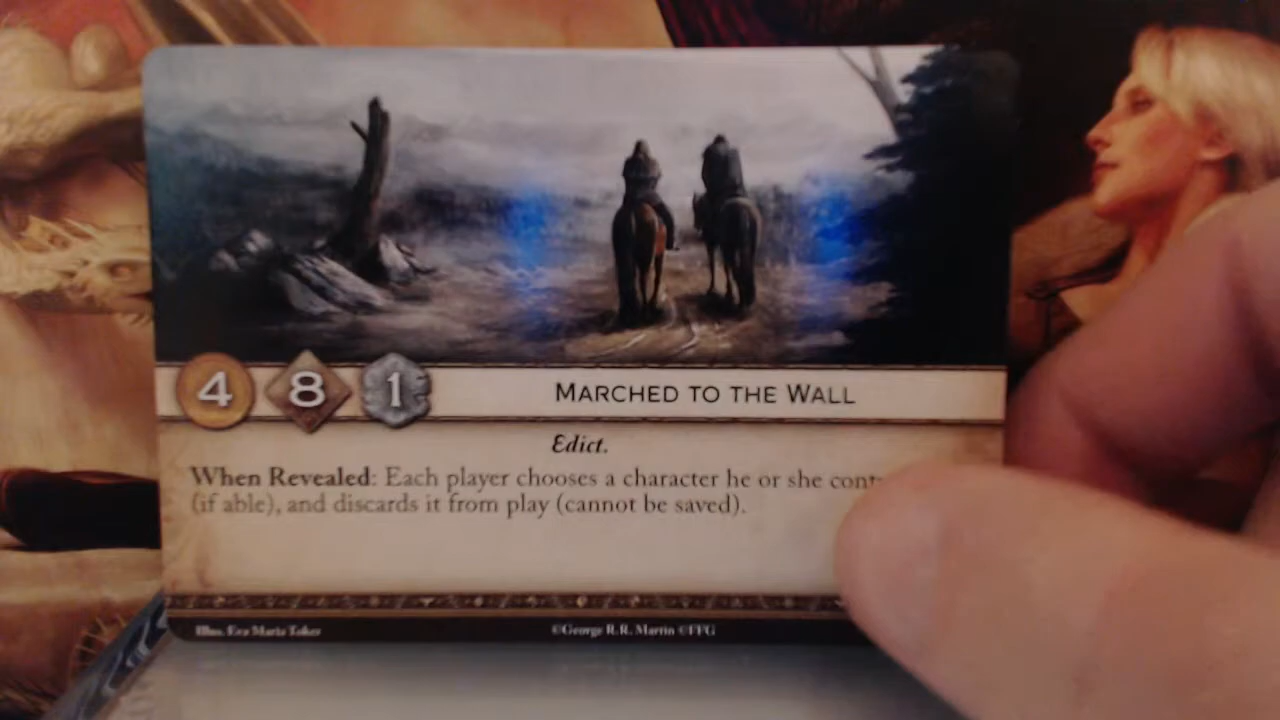 4 8 1 MARCHED TO THE WALL
Edict.
When Revealed: Each player chooses a character he or she
(if able), and discards it from play (cannot be saved).
Illus. Eva Maria Toker ©George R.R. Martin ©FFG